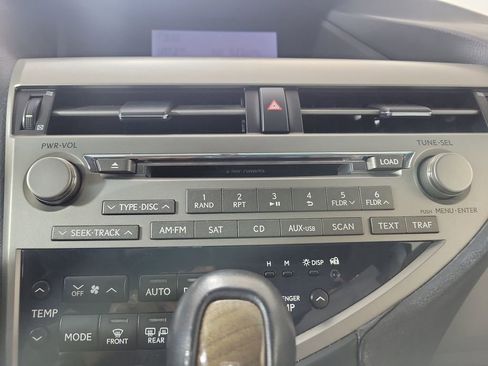 PWR·VOL
TUNE·SEL
LOAD
TYPE·DISC
1 RAND
2 RPT
3
4
5 FLDR
6 FLDR
PUSH MENU·ENTER
SEEK·TRACK
AM·FM
SAT
CD
AUX·USB
SCAN
TEXT
TRAF
H
M
DISP
OFF
AUTO
TEMP
MODE
FRONT
REAR